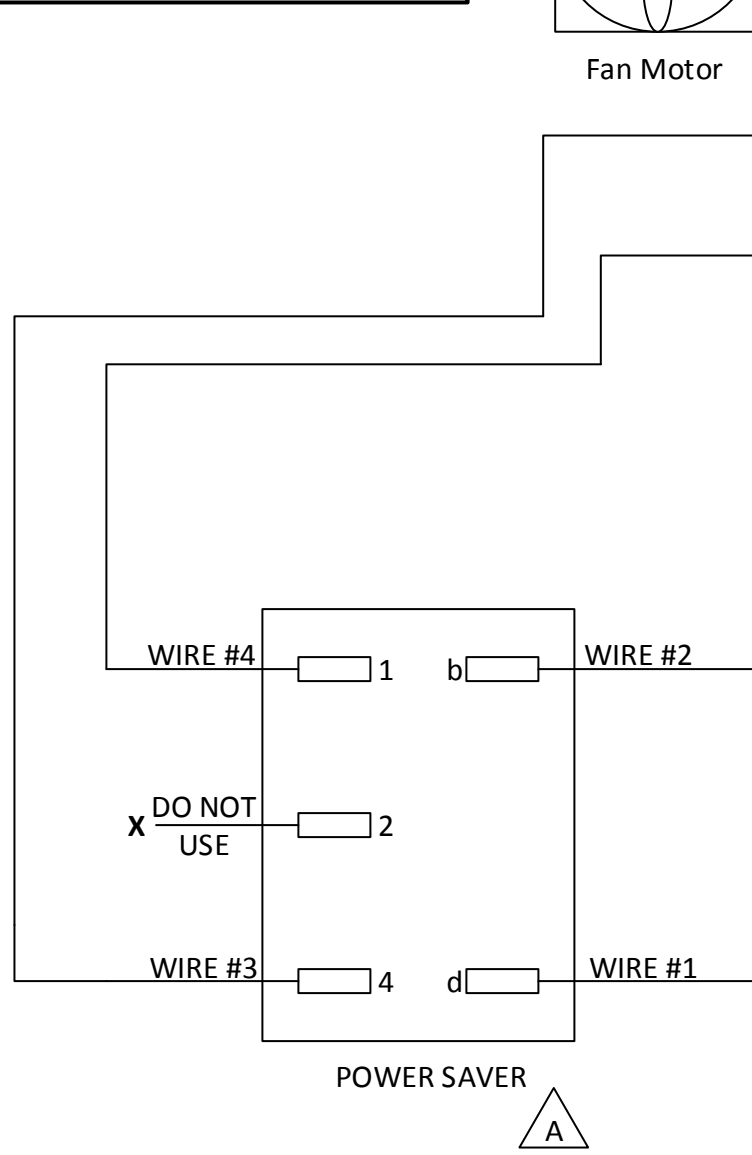 Fan Motor
WIRE #4
1
b
WIRE #2
X
DO NOT
USE
2
WIRE #3
4
d
WIRE #1
POWER SAVER
A